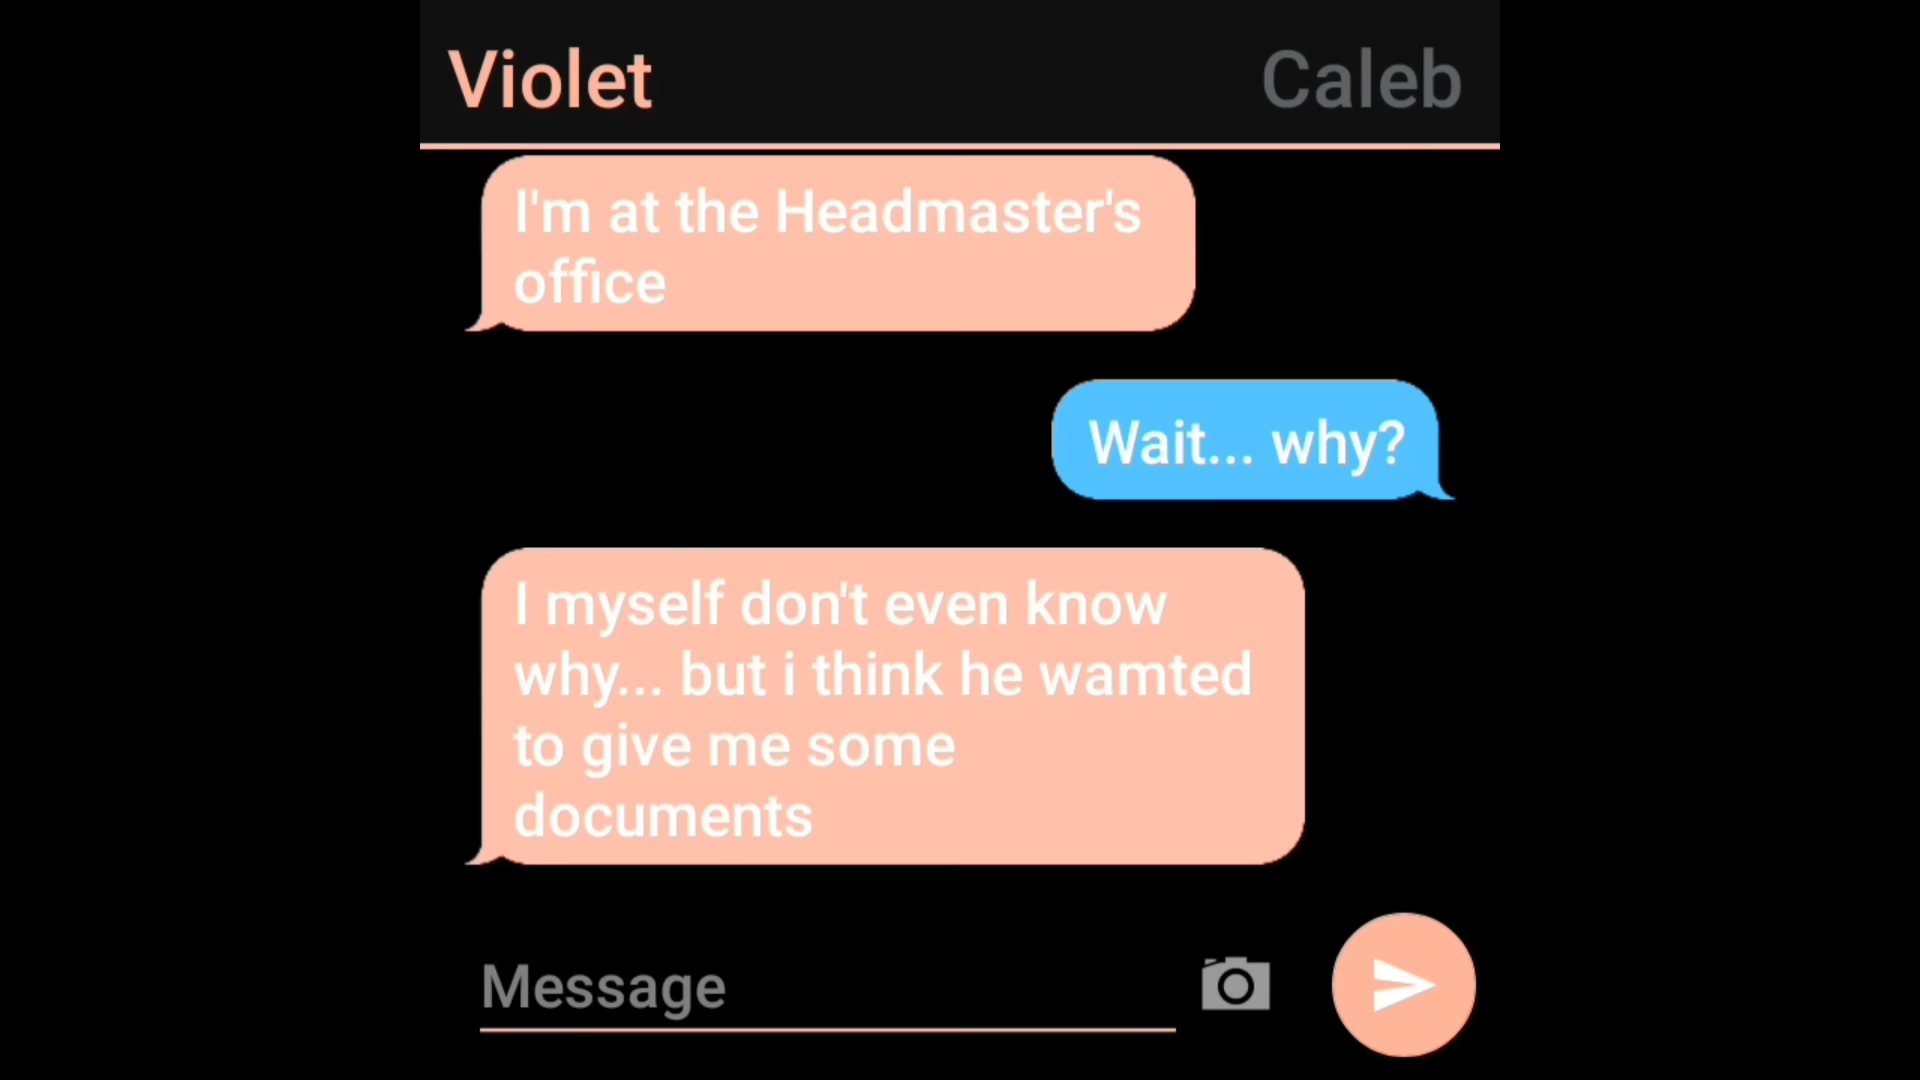 Violet Caleb
I'm at the Headmaster's
office
Wait... why?
I myself don't even know
why... but i think he wamted
to give me some
documents
Message